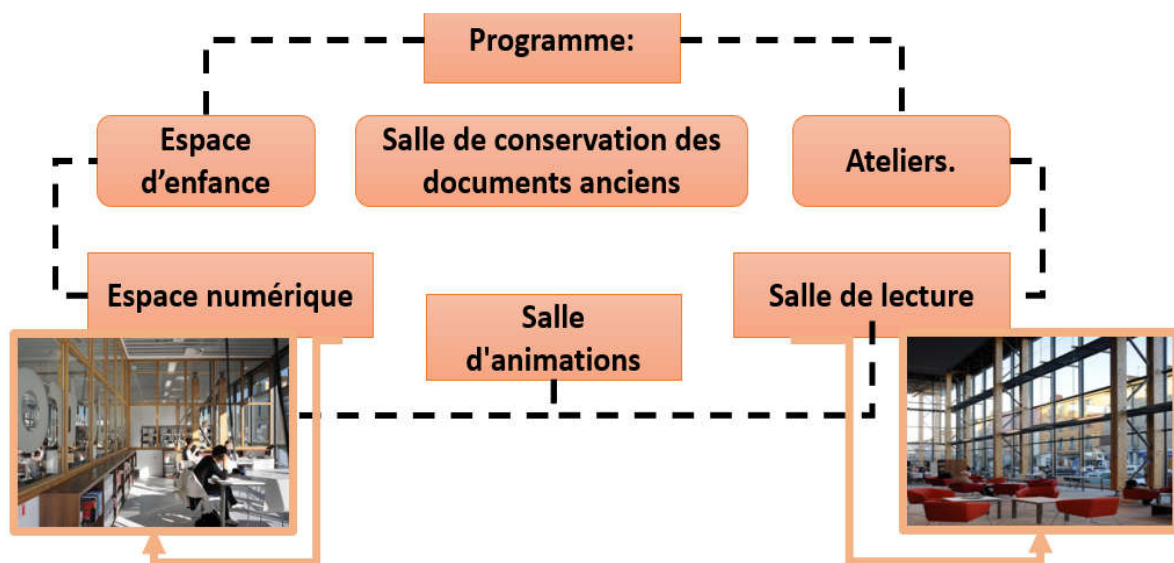 Programme:
Espace
d’enfance
Salle de conservation des
documents anciens
Ateliers.
Espace numérique
Salle
d'animations
Salle de lecture